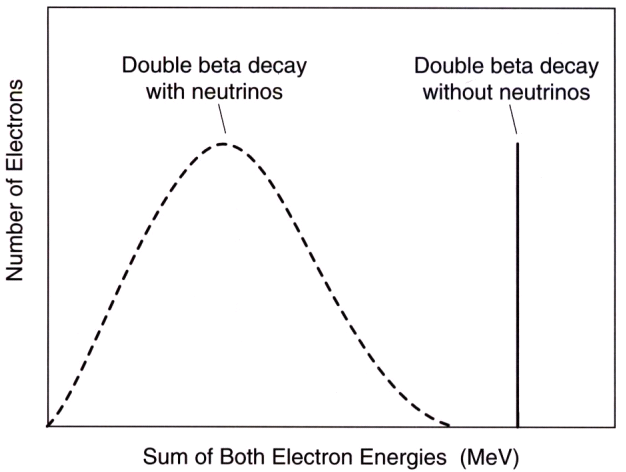 Double beta decay
with neutrinos
Double beta decay
without neutrinos
Number of Electrons
Sum of Both Electron Energies (MeV)